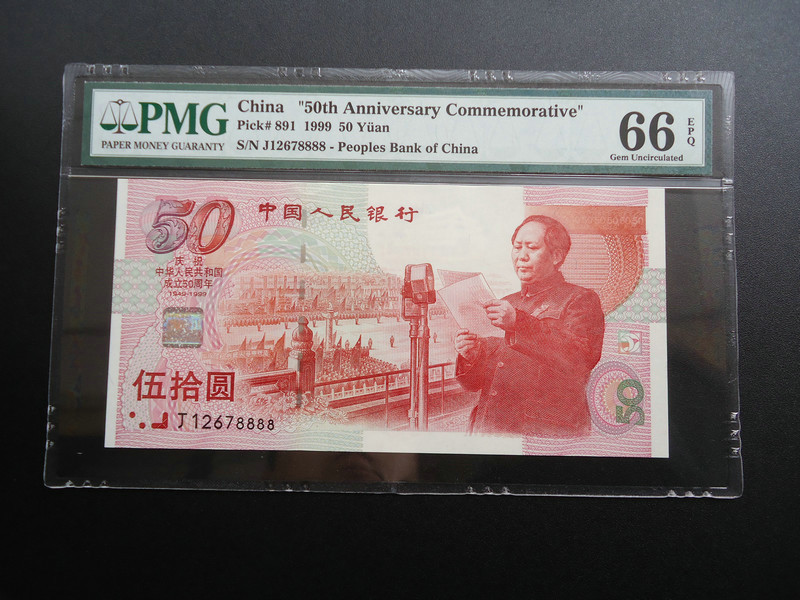 PMG
PAPER MONEY GUARANTY
China "50th Anniversary Commemorative"
Pick# 891 1999 50 Yüan
S/N J12678888 - Peoples Bank of China
66
EPQ
Gem Uncirculated
50
中国人民银行
庆祝
中华人民共和国
成立50周年
1949-1999
伍拾圆
J12678888
50